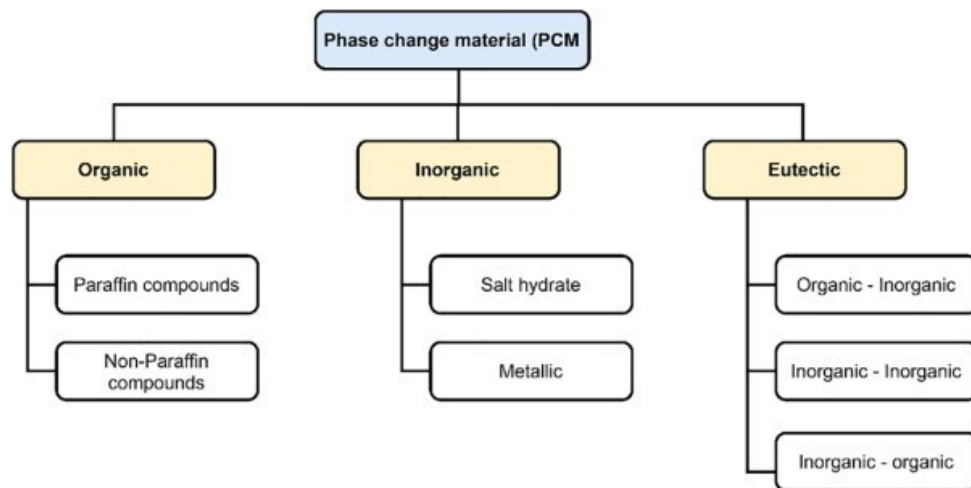 Phase change material (PCM
Organic
Inorganic
Eutectic
Paraffin compounds
Salt hydrate
Organic - Inorganic
Non-Paraffin
compounds
Metallic
Inorganic - Inorganic
Inorganic - organic